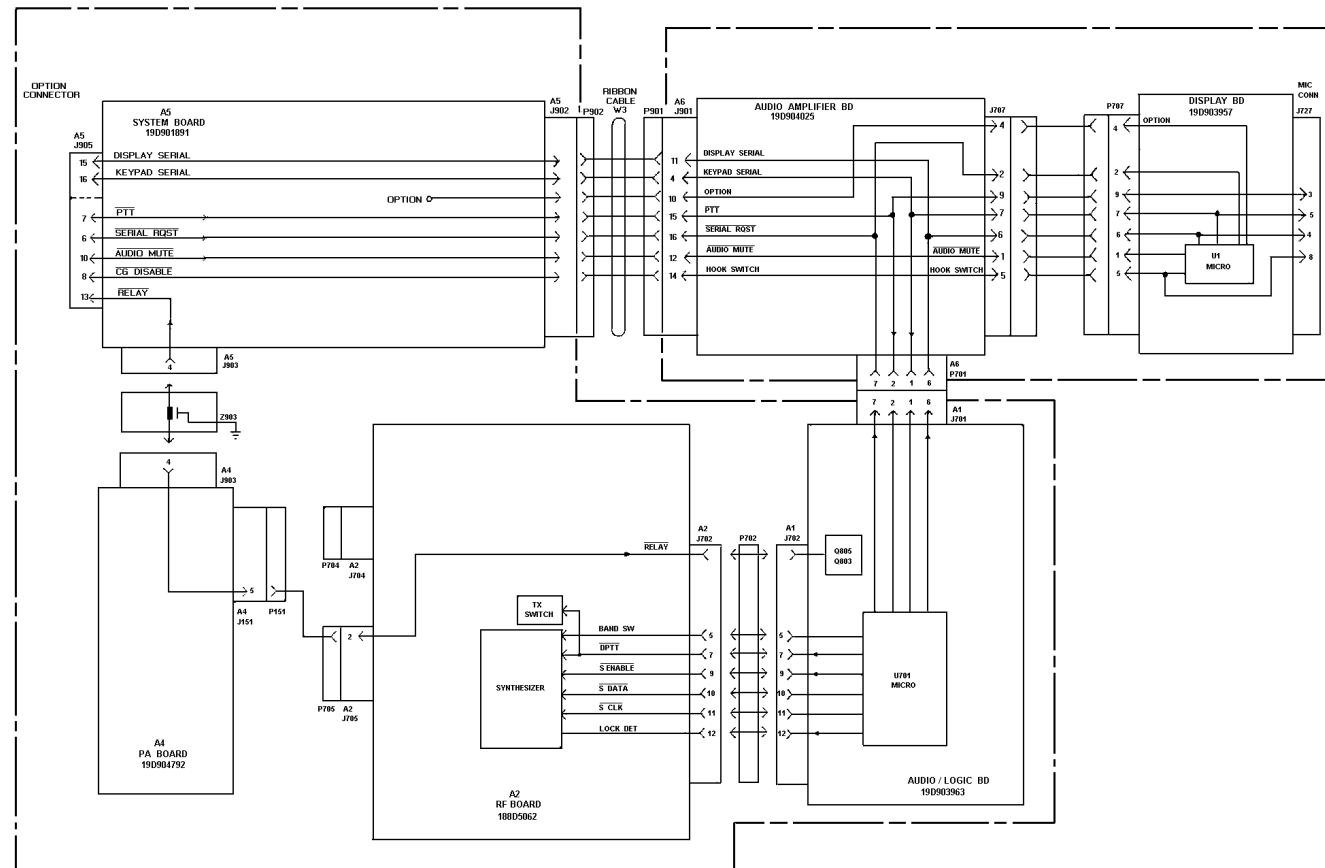 OPTION
CONNECTOR
A5
SYSTEM BOARD
19D901891
A5
J905
15 DISPLAY SERIAL
16 KEYPAD SERIAL
OPTION
7 PTT
6 SERIAL RQST
10 AUDIO MUTE
8 CG DISABLE
13 RELAY
4
A5
J903
A5
J902
P902
RIBBON
CABLE
W3
P901
A6
J901
AUDIO AMPLIFIER BD
19D904025
11 DISPLAY SERIAL
4 KEYPAD SERIAL
10 OPTION
15 PTT
16 SERIAL RQST
12 AUDIO MUTE
14 HOOK SWITCH
AUDIO MUTE
HOOK SWITCH
J707
4
2
9
7
6
1
5
P707
4
2
9
7
6
1
5
DISPLAY BD
19D903957
OPTION
U1
MICRO
MIC
CONN
J727
3
5
4
8
A6
P701
7 2 1 6
7 2 1 6
A1
J701
Z903
4
A4
J903
A4
PA BOARD
19D904792
5
A4
J151
P151
P704 A2
J704
2
P705 A2
J705
RELAY
TX
SWITCH
SYNTHESIZER
BAND SW
DPTT
S ENABLE
S DATA
S CLK
LOCK DET
A2
RF BOARD
188D5062
A2
J702
5
7
9
10
11
12
P702
A1
J702
5
7
9
10
11
12
Q805
Q803
U701
MICRO
AUDIO / LOGIC BD
19D903963